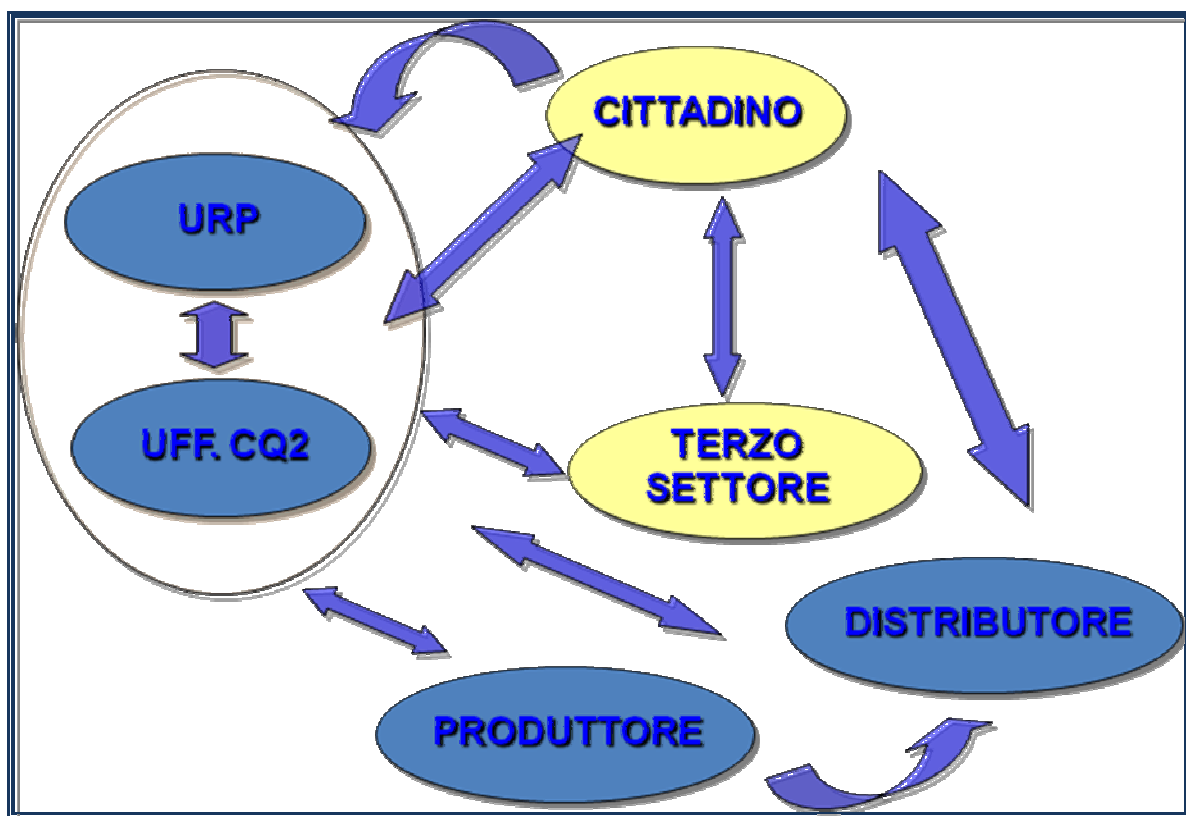 CITTADINO
URP
UFF. CQ2
TERZO
SETTORE
DISTRIBUTORE
PRODUTTORE